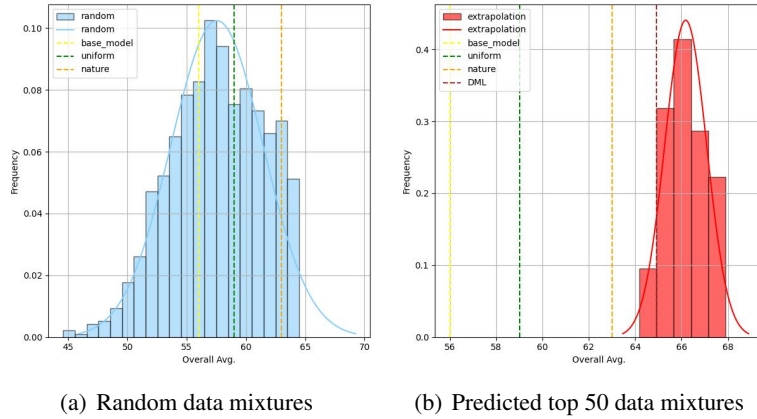 random
random
base_model
uniform
nature
0.10
0.08
0.06
0.04
0.02
0.00
Frequency
45
50
55
60
65
70
Overall Avg.
(a) Random data mixtures
extrapolation
extrapolation
base_model
uniform
nature
DML
0.4
0.3
0.2
0.1
0.0
Frequency
56
58
60
62
64
66
68
Overall Avg.
(b) Predicted top 50 data mixtures